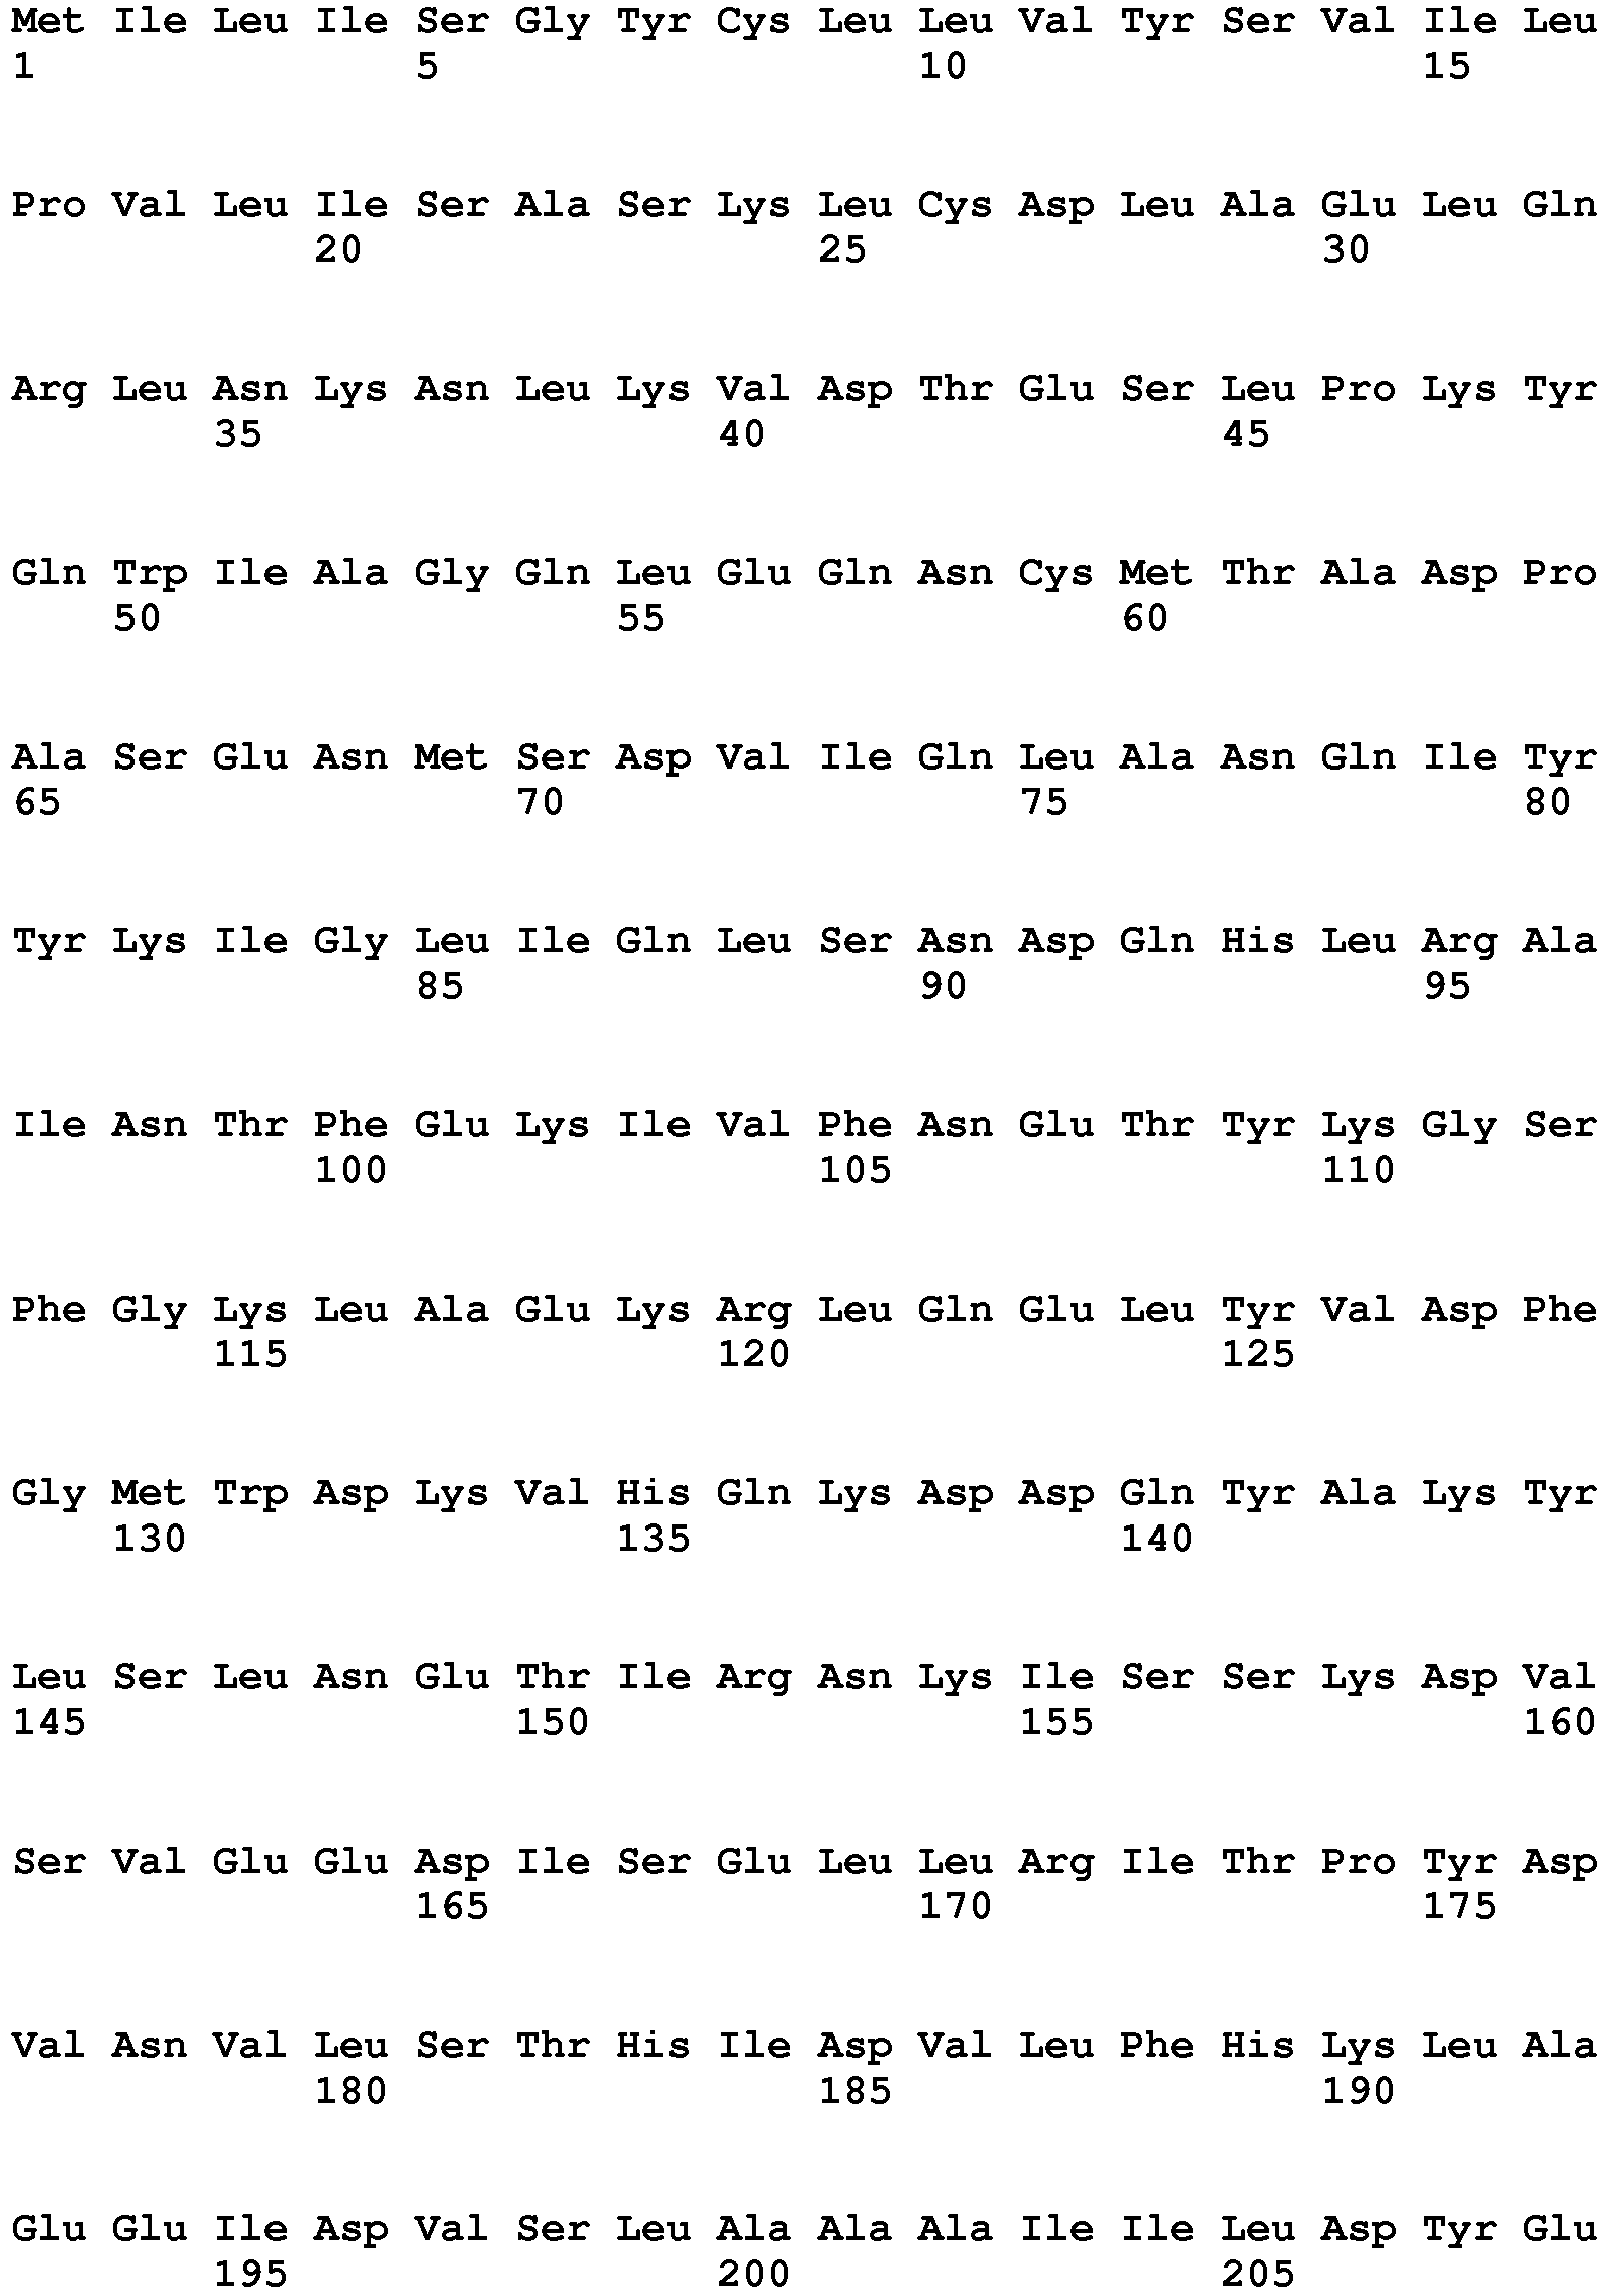 Met Ile Leu Ile Ser Gly Tyr Cys Leu Leu Val Tyr Ser Val Ile Leu
1 5 10 15
Pro Val Leu Ile Ser Ala Ser Lys Leu Cys Asp Leu Ala Glu Leu Gln
20 25 30
Arg Leu Asn Lys Asn Leu Lys Val Asp Thr Glu Ser Leu Pro Lys Tyr
35 40 45
Gln Trp Ile Ala Gly Gln Leu Glu Gln Asn Cys Met Thr Ala Asp Pro
50 55 60
Ala Ser Glu Asn Met Ser Asp Val Ile Gln Leu Ala Asn Gln Ile Tyr
65 70 75 80
Tyr Lys Ile Gly Leu Ile Gln Leu Ser Asn Asp Gln His Leu Arg Ala
85 90 95
Ile Asn Thr Phe Glu Lys Ile Val Phe Asn Glu Thr Tyr Lys Gly Ser
100 105 110
Phe Gly Lys Leu Ala Glu Lys Arg Leu Gln Glu Leu Tyr Val Asp Phe
115 120 125
Gly Met Trp Asp Lys Val His Gln Lys Asp Asp Gln Tyr Ala Lys Tyr
130 135 140
Leu Ser Leu Asn Glu Thr Ile Arg Asn Lys Ile Ser Ser Lys Asp Val
145 150 155 160
Ser Val Glu Glu Asp Ile Ser Glu Leu Leu Arg Ile Thr Pro Tyr Asp
165 170 175
Val Asn Val Leu Ser Thr His Ile Asp Val Leu Phe His Lys Leu Ala
180 185 190
Glu Glu Ile Asp Val Ser Leu Ala Ala Ala Ile Ile Leu Asp Tyr Glu
195 200 205